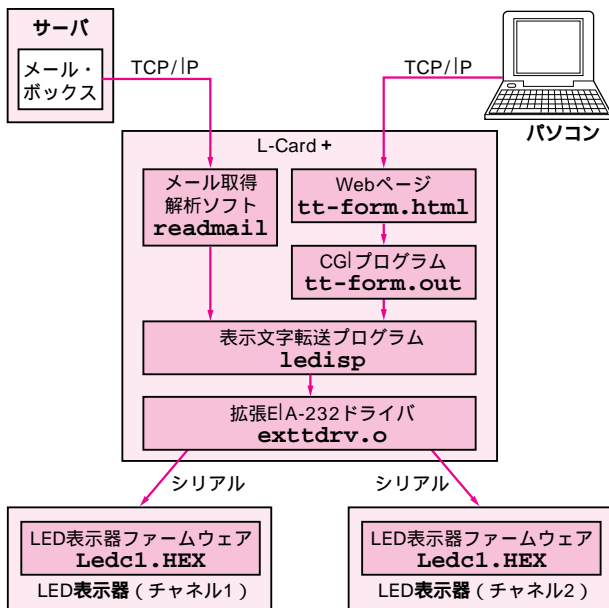 サーバ
メール・
ボックス
TCP/IP
TCP/IP
パソコン
L-Card +
メール取得
解析ソフト
readmail
Webページ
tt-form.html
CGIプログラム
tt-form.out
表示文字転送プログラム
ledisp
拡張EIA-232ドライバ
exttdrv.o
シリアル
シリアル
LED表示器ファームウェア
Ledc1.HEX
LED表示器(チャネル1)
LED表示器ファームウェア
Ledc1.HEX
LED表示器(チャネル2)